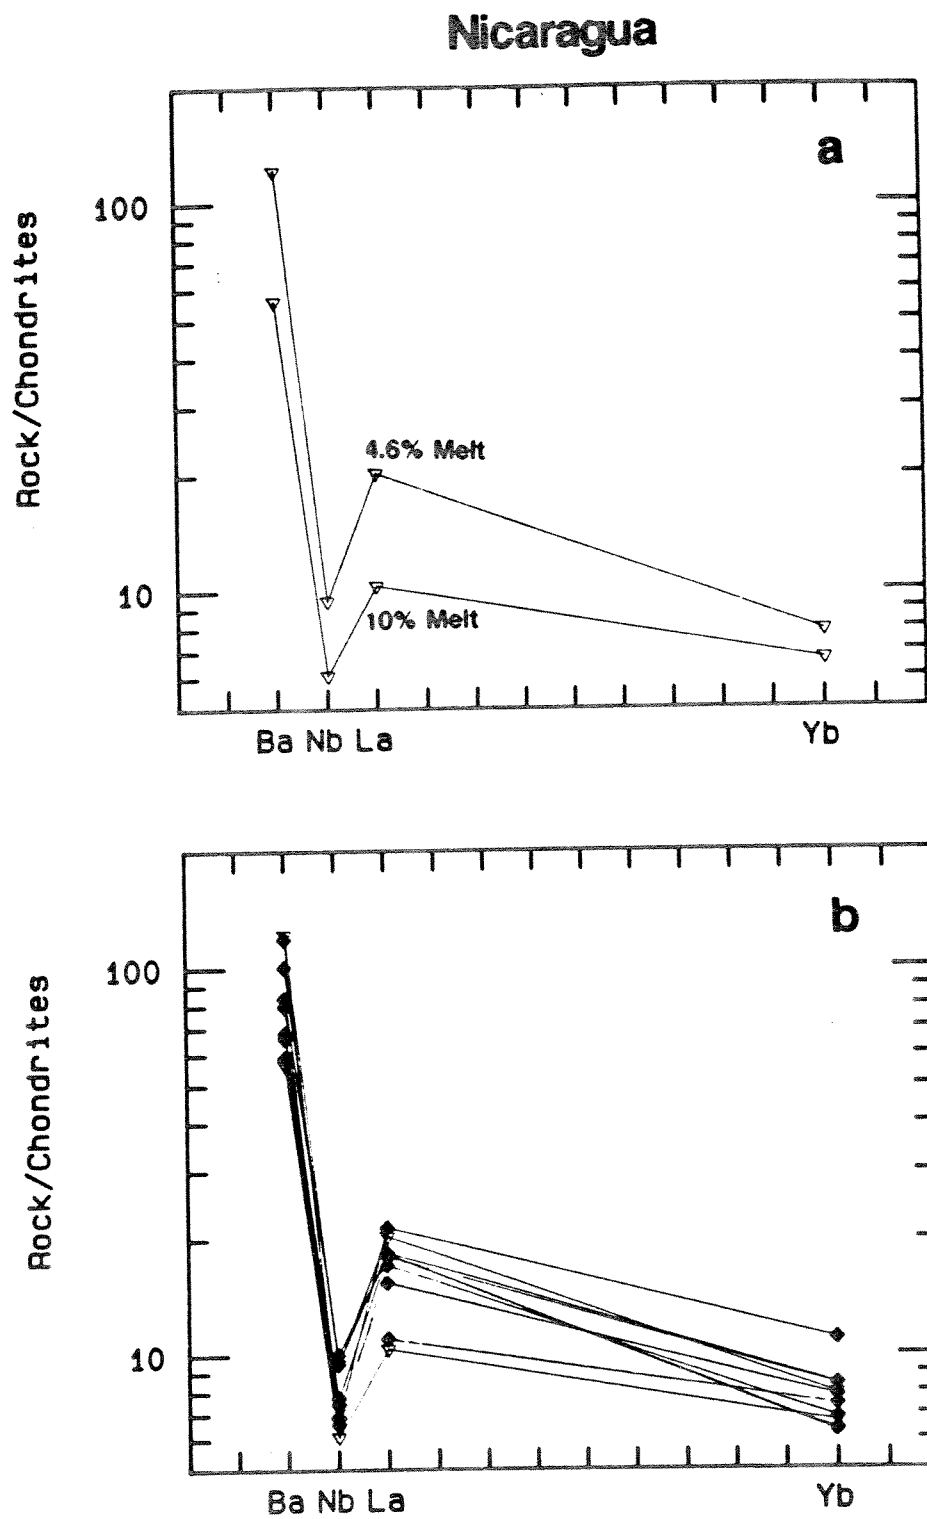 Nicaragua
a
Rock/Chondrites
100
4.6% Melt
10
10% Melt
Ba Nb La Yb
b
Rock/Chondrites
100
10
Ba Nb La Yb